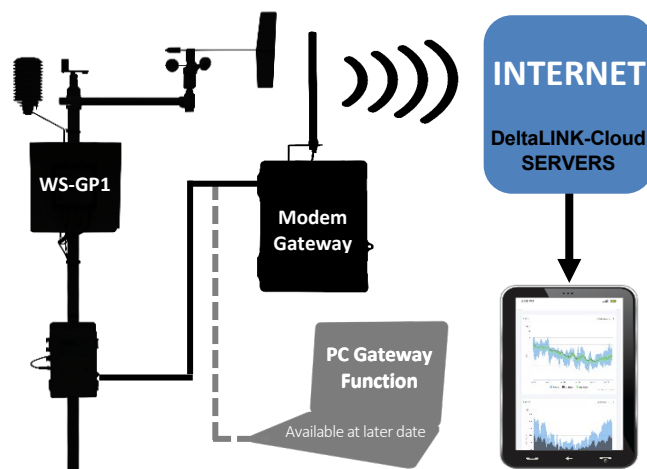 INTERNET
DeltaLINK-Cloud
SERVERS
WS-GP1
Modem
Gateway
PC Gateway
Function
Available at later date